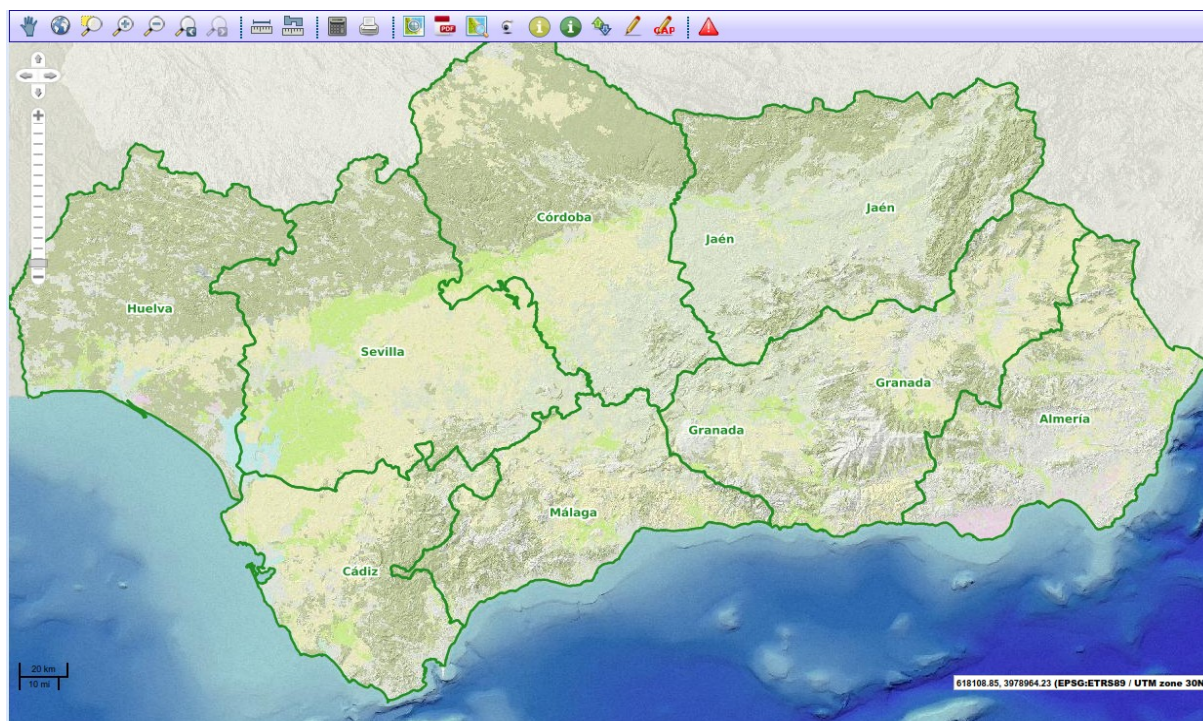 PDF
i
i
CAP
Córdoba
Jaén
Jaén
Huelva
Sevilla
Granada
Almería
Granada
Málaga
Cádiz
20 km
10 mi
618108.85, 3978964.23 (EPSG:ETRS89 / UTM zone 30N